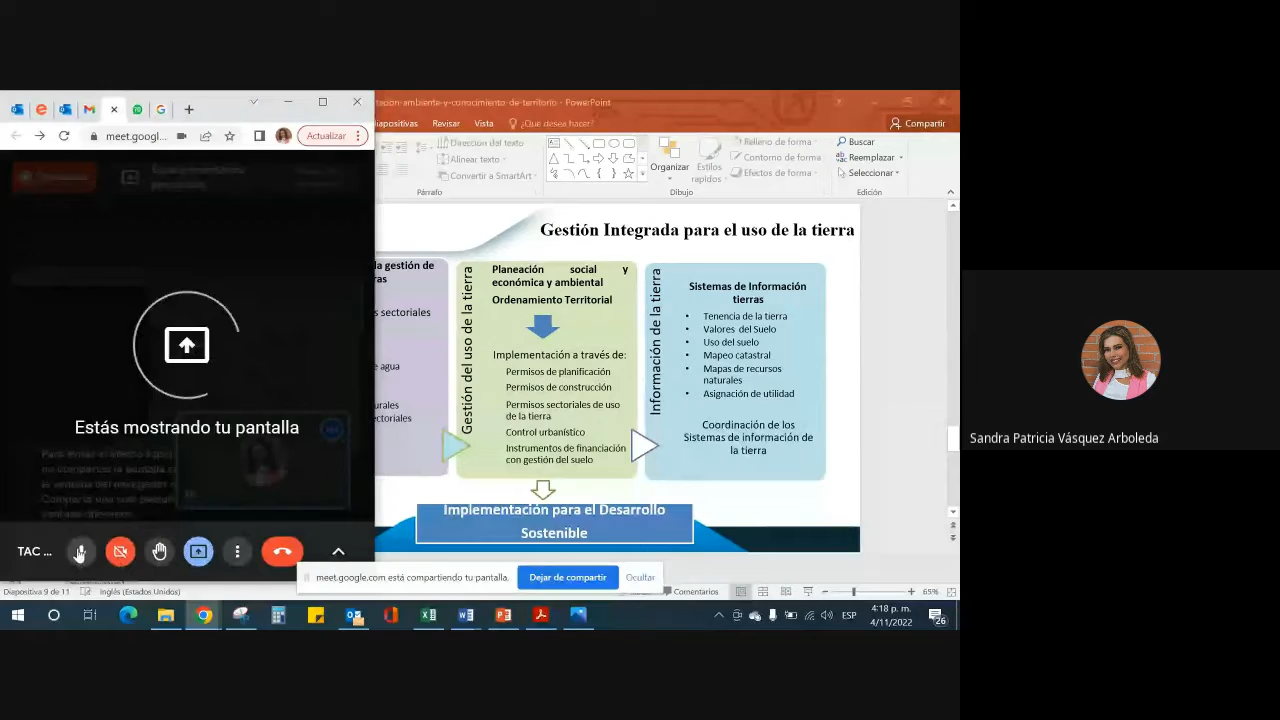 tación-ambiente-y-conocimiento-de-territorio - PowerPoint
meet.googl...
Actualizar
iapositivas
Revisar
Vista
¿Qué desea hacer?
Compartir
Dirección del texto
Alinear texto
Convertir a SmartArt
Párrafo
Organizar
Estilos
rápidos
Relleno de forma
Contorno de forma
Efectos de forma
Dibujo
Buscar
Reemplazar
Seleccionar
Edición
Gestión Integrada para el uso de la tierra
la gestión de
ras
s sectoriales
e agua
urales
ectoriales
Gestión del uso de la tierra
Planeación social y
económica y ambiental
Ordenamiento Territorial
Implementación a través de:
Permisos de planificación
Permisos de construcción
Permisos sectoriales de uso
de la tierra
Control urbanístico
Instrumentos de financiación
con gestión del suelo
Información de la tierra
Sistemas de Información
tierras
• Tenencia de la tierra
• Valores del Suelo
• Uso del suelo
• Mapeo catastral
• Mapas de recursos
naturales
• Asignación de utilidad
Coordinación de los
Sistemas de información de
la tierra
Implementación para el Desarrollo
Sostenible
Estás mostrando tu pantalla
TAC ...
meet.google.com está compartiendo tu pantalla.
Dejar de compartir
Ocultar
Diapositiva 9 de 11
Inglés (Estados Unidos)
Comentarios
65%
ESP
4:18 p. m.
4/11/2022
26
Sandra Patricia Vásquez Arboleda